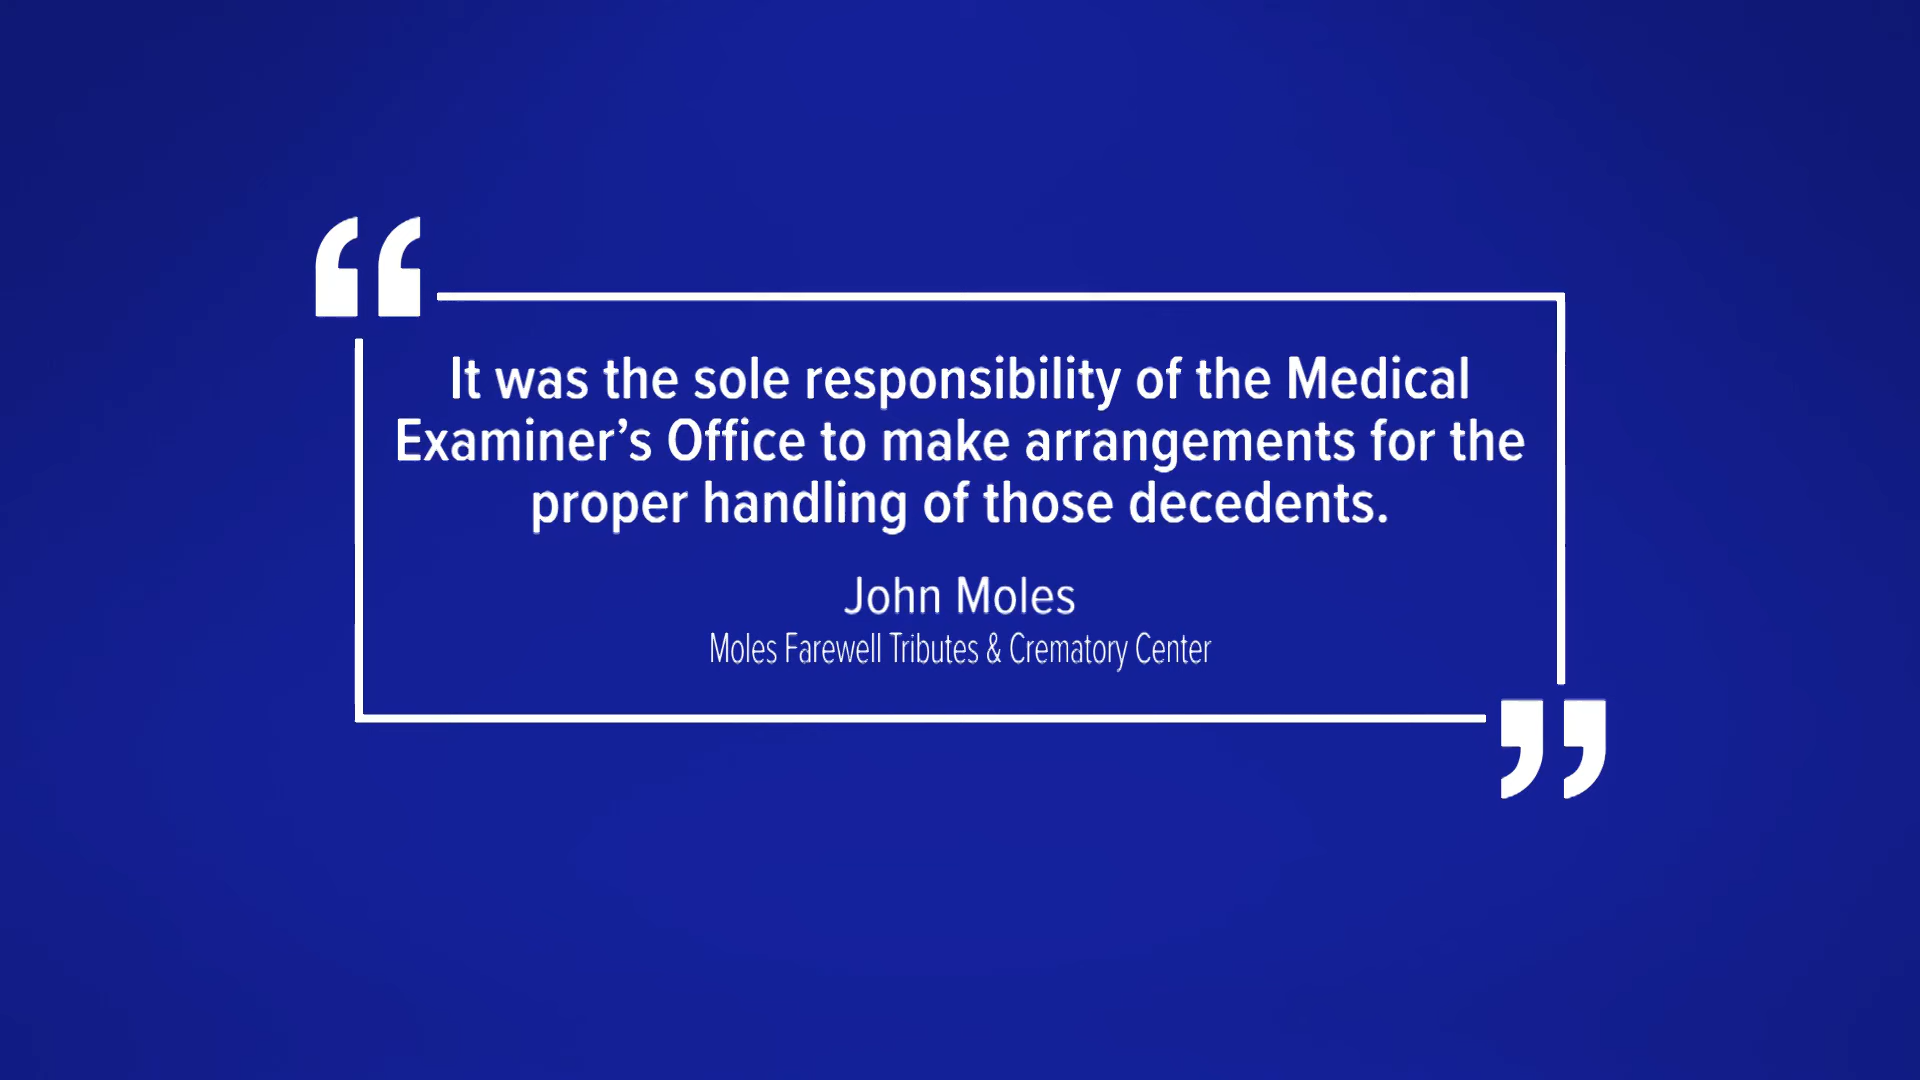 “
It was the sole responsibility of the Medical
Examiner’s Office to make arrangements for the
proper handling of those decedents.
John Moles
Moles Farewell Tributes & Crematory Center
”